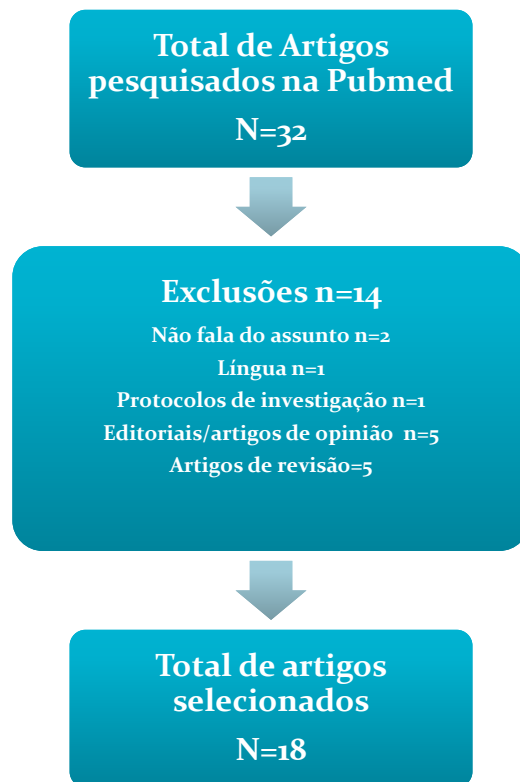 Total de Artigos
pesquisados na Pubmed
N=32
Exclusões n=14
Não fala do assunto n=2
Língua n=1
Protocolos de investigação n=1
Editoriais/artigos de opinião n=5
Artigos de revisão=5
Total de artigos
selecionados
N=18